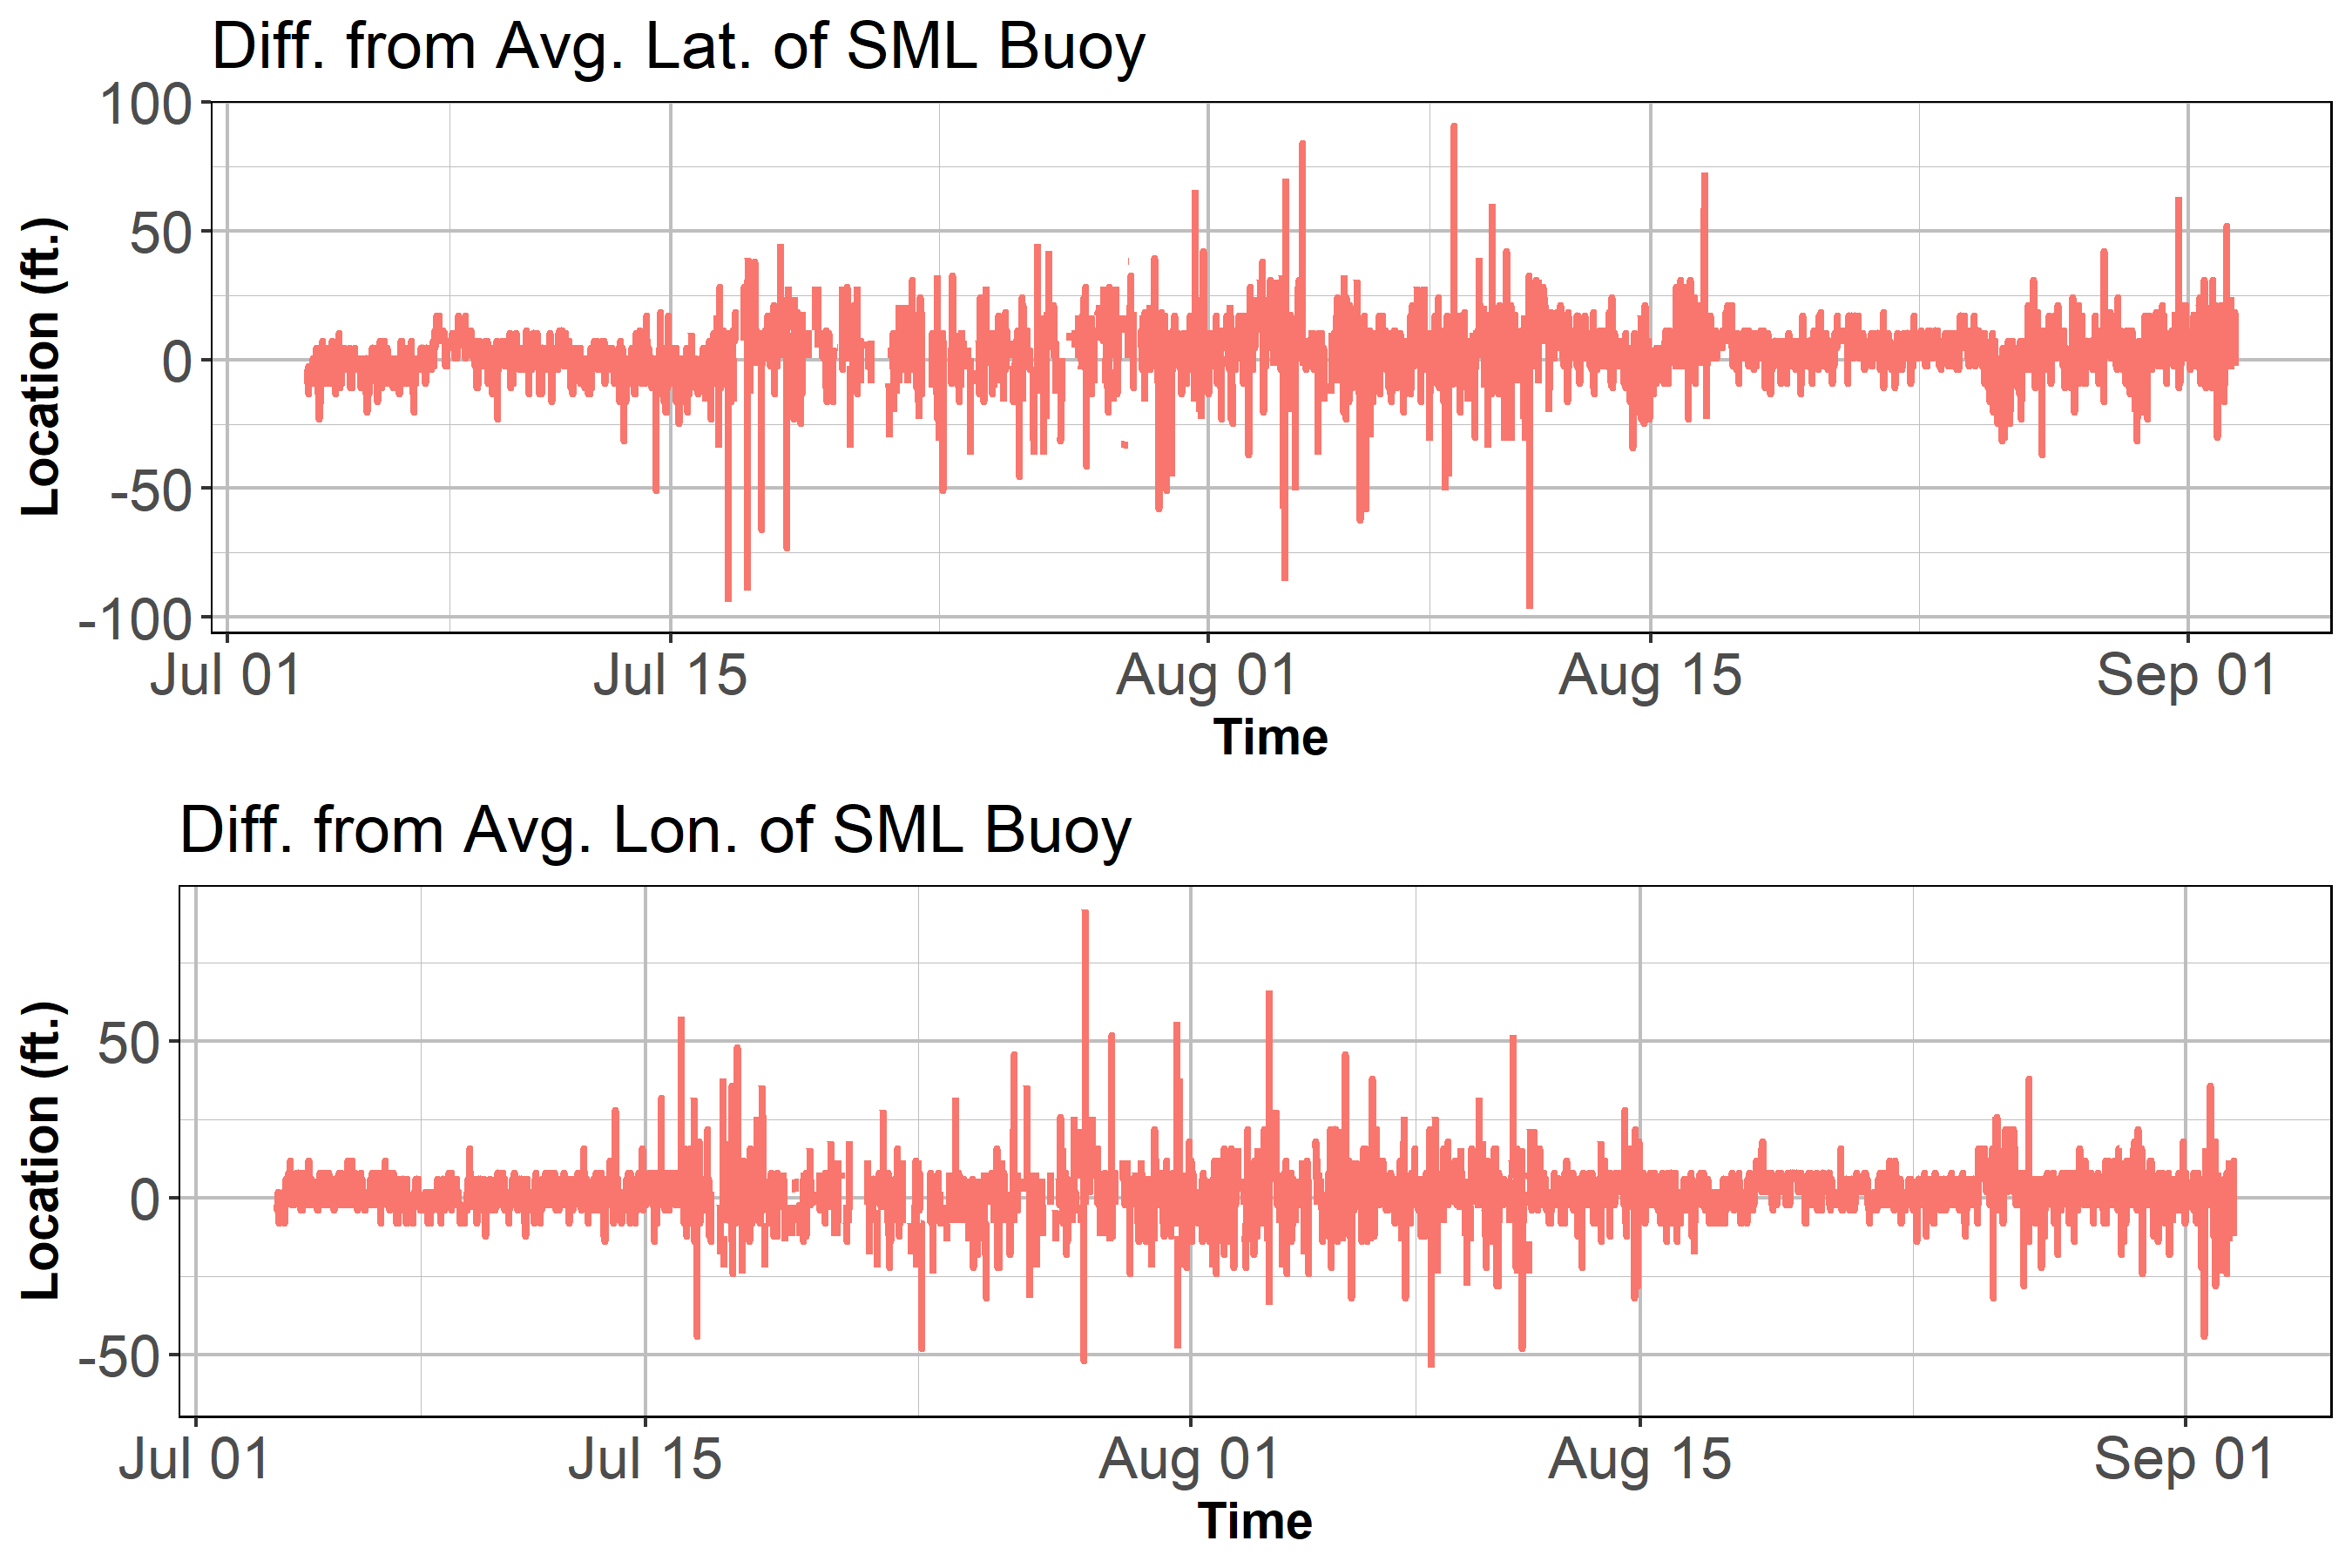 Diff. from Avg. Lat. of SML Buoy
Location (ft.)
100
50
0
-50
-100
Jul 01 Jul 15 Aug 01 Aug 15 Sep 01
Time
Diff. from Avg. Lon. of SML Buoy
Location (ft.)
50
0
-50
Jul 01 Jul 15 Aug 01 Aug 15 Sep 01
Time